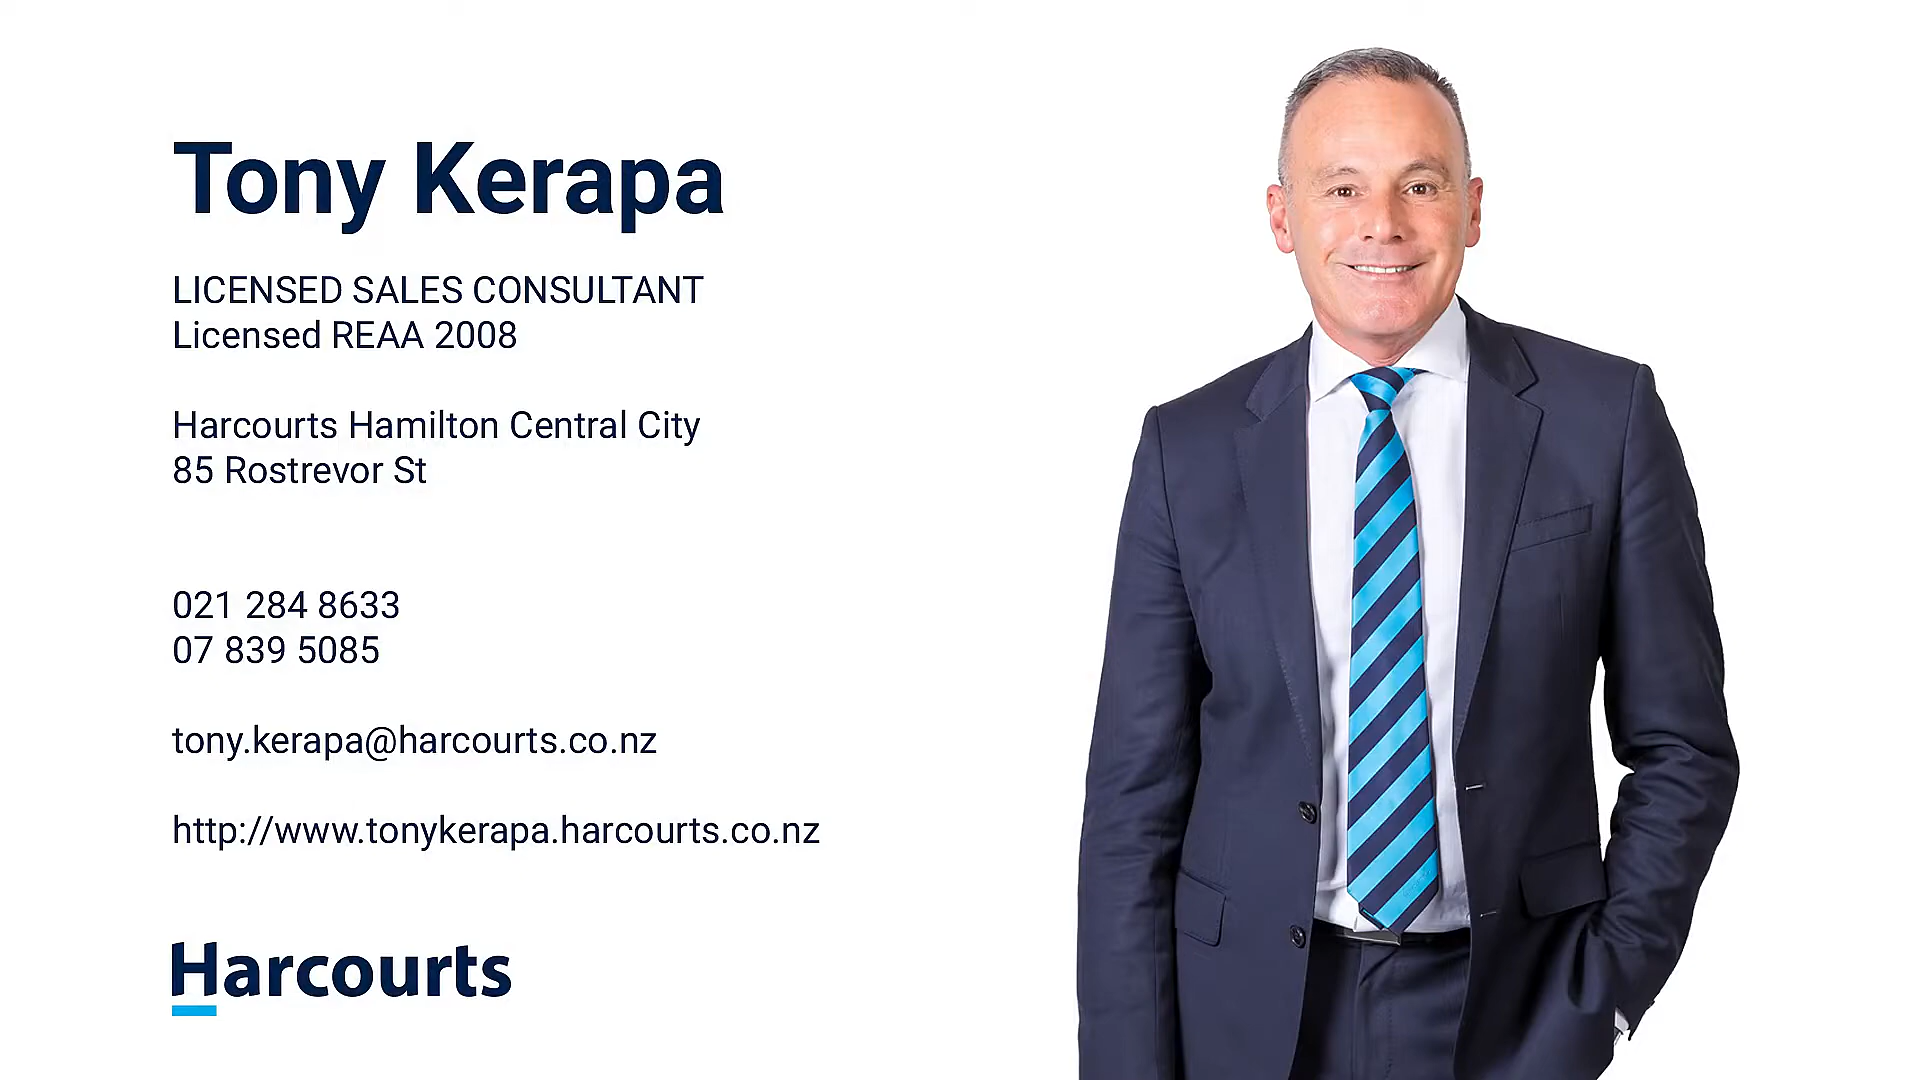 Tony Kerapa
LICENSED SALES CONSULTANT
Licensed REAA 2008
Harcourts Hamilton Central City
85 Rostrevor St
021 284 8633
07 839 5085
tony.kerapa@harcourts.co.nz
http://www.tonykerapa.harcourts.co.nz
Harcourts